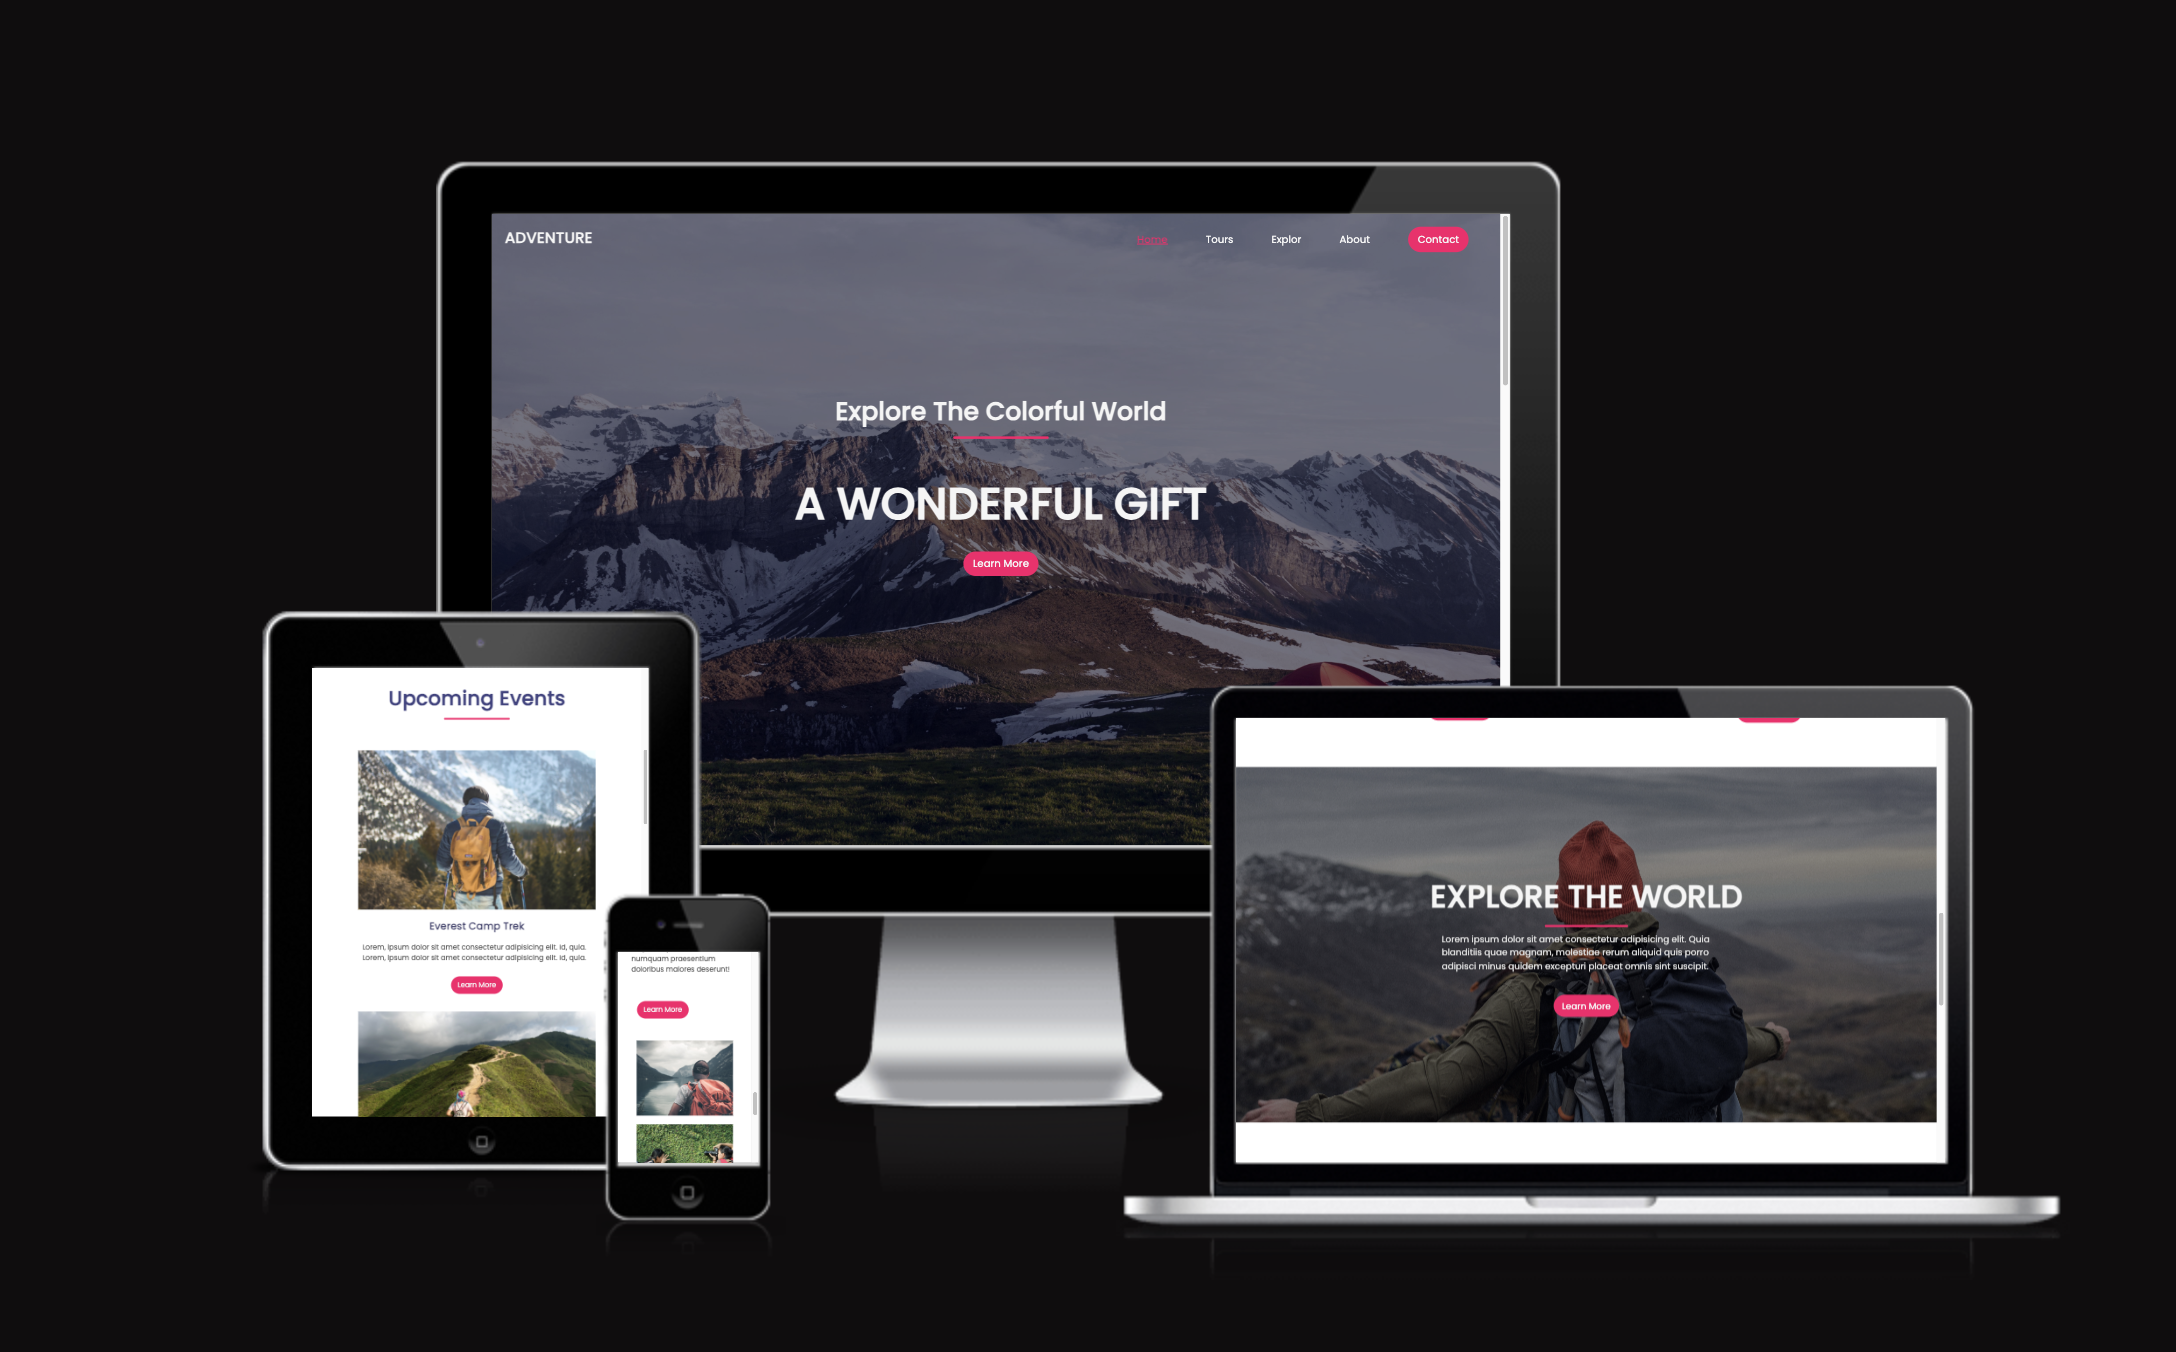 ADVENTURE
Home Tours Explor About Contact
Explore The Colorful World
A WONDERFUL GIFT
Learn More
Upcoming Events
Everest Camp Trek
Lorem, ipsum dolor sit amet consectetur adipisicing elit. Id, quia.
Lorem, ipsum dolor sit amet consectetur adipisicing elit. Id, quia.
Learn More
numquam praesentium
doloribus maiores deserunt!
Learn More
EXPLORE THE WORLD
Lorem ipsum dolor sit amet consectetur adipisicing elit. Quia
blanditiis quae magnam, molestiae rerum aliquid quis porro
adipisci minus quidem excepturi placeat omnis sint suscipit.
Learn More